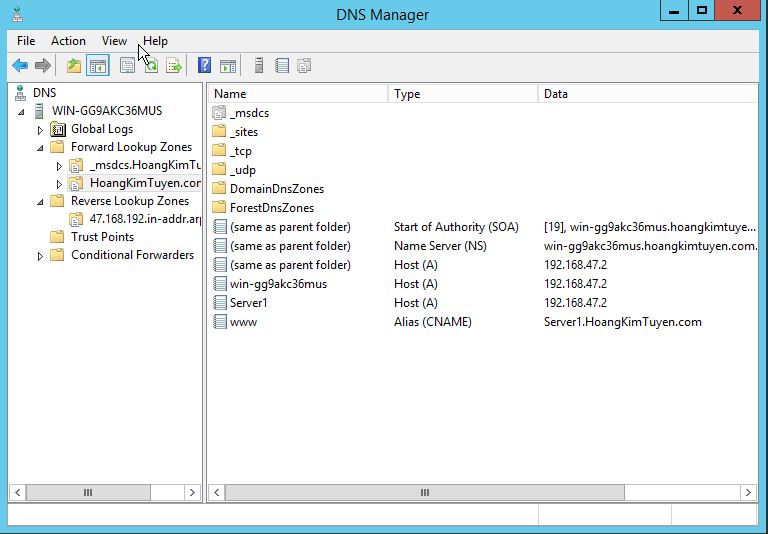 DNS Manager
File Action View Help
DNS
WIN-GG9AKC36MUS
Global Logs
Forward Lookup Zones
_msdcs.HoangKimTu
HoangKimTuyen.con
Reverse Lookup Zones
47.168.192.in-addr.arp
Trust Points
Conditional Forwarders
Name Type Data
_msdcs
_sites
_tcp
_udp
DomainDnsZones
ForestDnsZones
(same as parent folder) Start of Authority (SOA) [19], win-gg9akc36mus.hoangkimtuye...
(same as parent folder) Name Server (NS) win-gg9akc36mus.hoangkimtuyen.com.
(same as parent folder) Host (A) 192.168.47.2
win-gg9akc36mus Host (A) 192.168.47.2
Server1 Host (A) 192.168.47.2
www Alias (CNAME) Server1.HoangKimTuyen.com